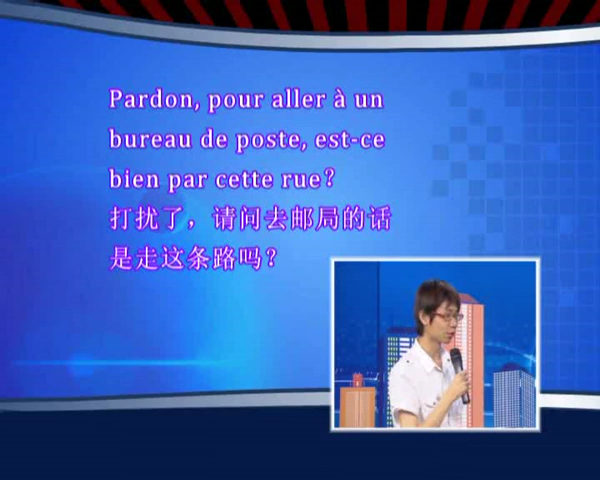 Pardon, pour aller à un
bureau de poste, est-ce
bien par cette rue？
打扰了，请问去邮局的话
是走这条路吗？